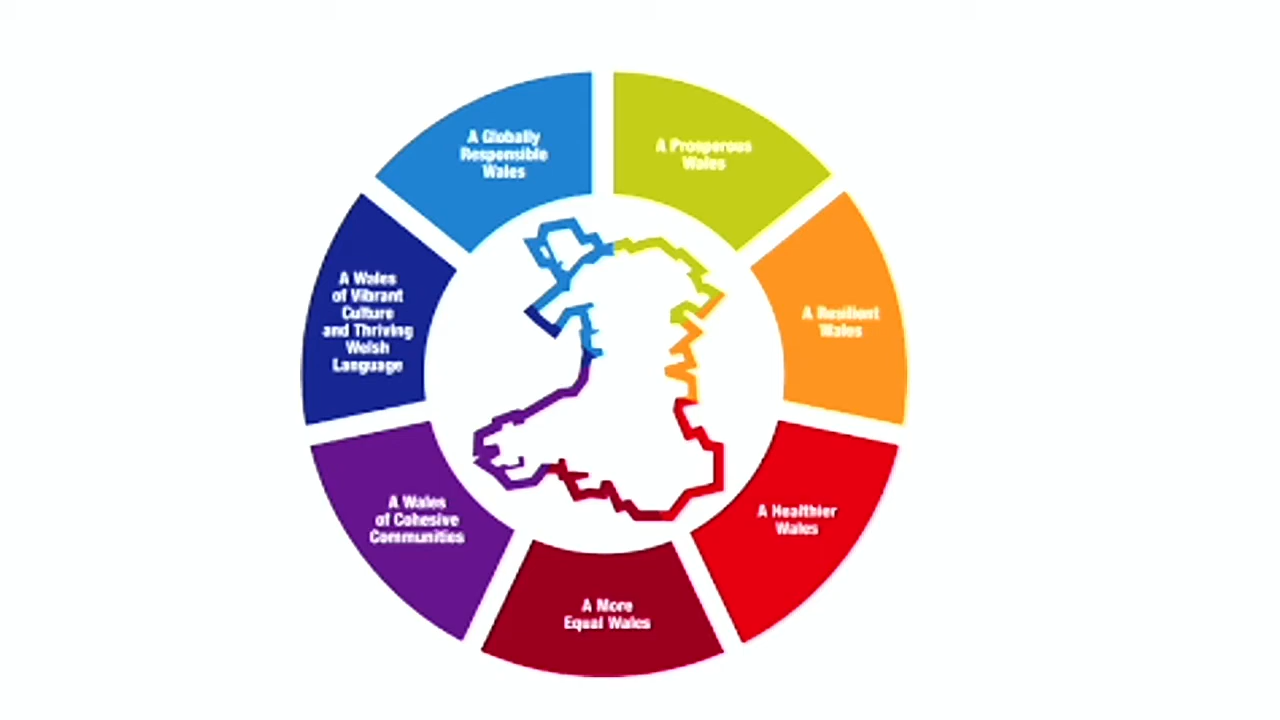 A Globally
Responsible
Wales
A Prosperous
Wales
A Resilient
Wales
A Healthier
Wales
A More
Equal Wales
A Wales
of Cohesive
Communities
A Wales
of Vibrant
Culture
and Thriving
Welsh
Language